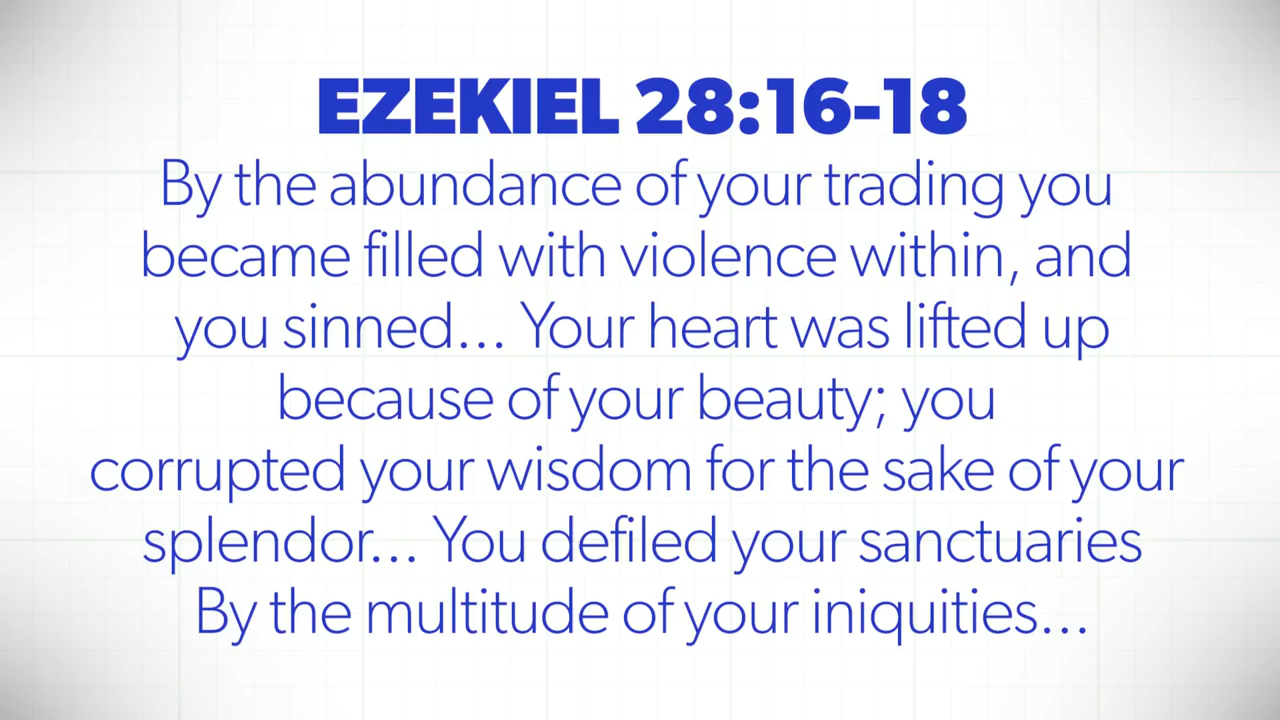 EZEKIEL 28:16-18
By the abundance of your trading you
became filled with violence within, and
you sinned... Your heart was lifted up
because of your beauty; you
corrupted your wisdom for the sake of your
splendor... You defiled your sanctuaries
By the multitude of your iniquities...